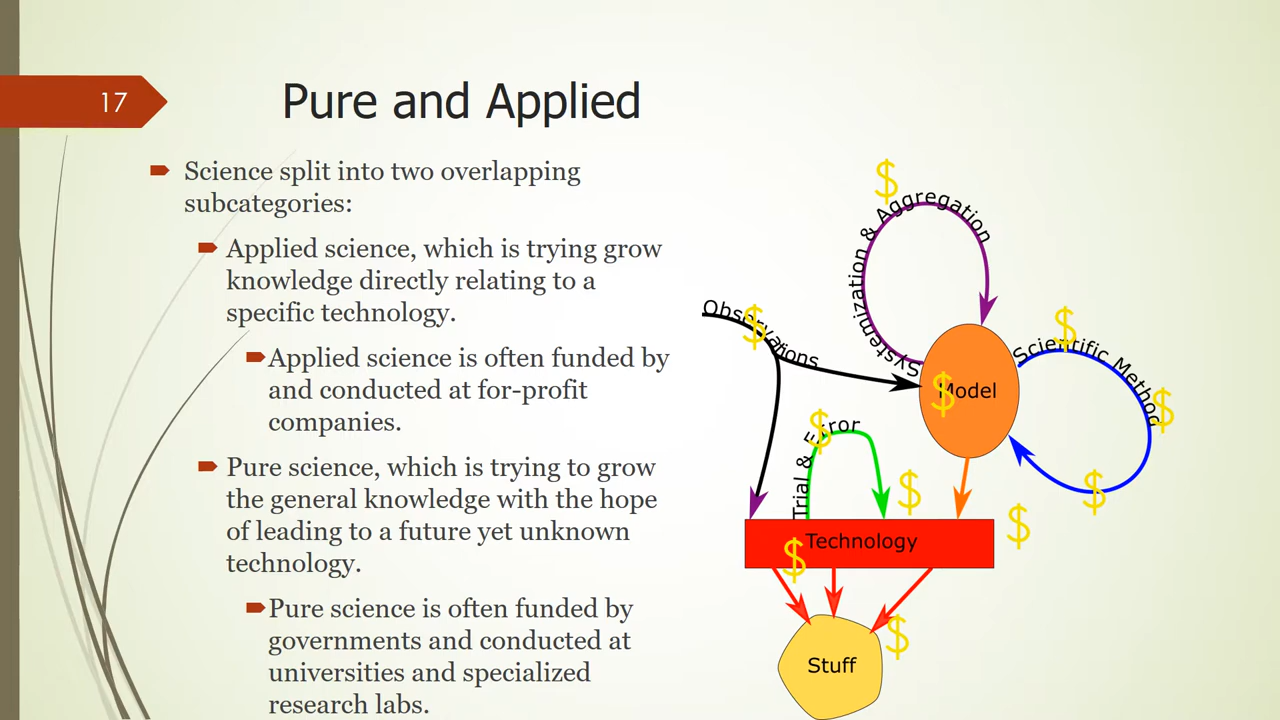 17
Pure and Applied
Science split into two overlapping
subcategories:
Applied science, which is trying grow
knowledge directly relating to a
specific technology.
Applied science is often funded by
and conducted at for-profit
companies.
Pure science, which is trying to grow
the general knowledge with the hope
of leading to a future yet unknown
technology.
Pure science is often funded by
governments and conducted at
universities and specialized
research labs.
$
Systemization & Aggregation
Observations
$
$
Scientific Method
$
$
Model
$
Trial & Error
$
$
$
$
Technology
$
Stuff